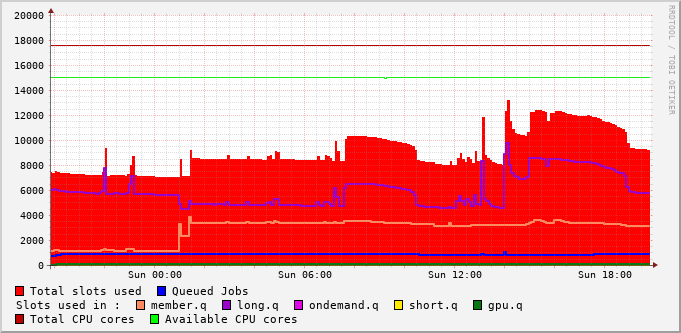 20000
18000
16000
14000
12000
10000
8000
6000
4000
2000
0
Sun 00:00 Sun 06:00 Sun 12:00 Sun 18:00
Total slots used Queued Jobs
Slots used in : member.q long.q ondemand.q short.q gpu.q
Total CPU cores Available CPU cores
RRDTOOL / TOBI OETIKER